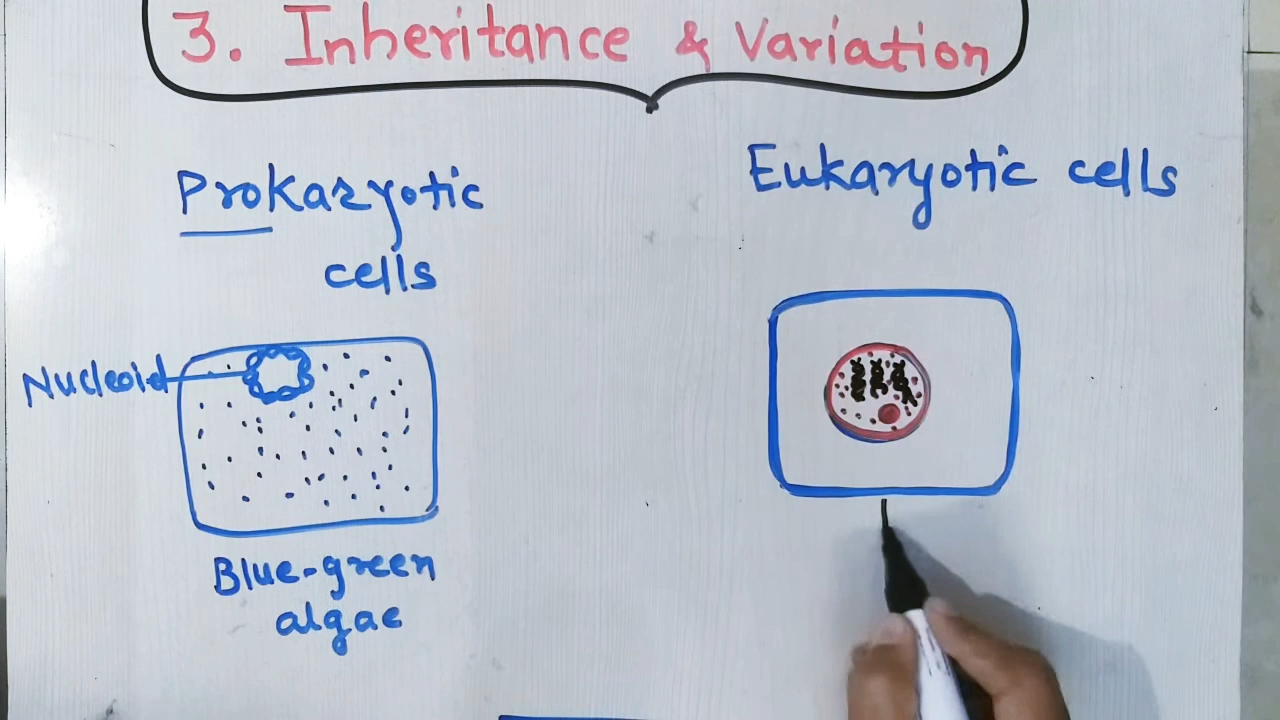 3. Inheritance & Variation
Prokaryotic
cells
Eukaryotic cells
Nucleoid
Blue-green
algae